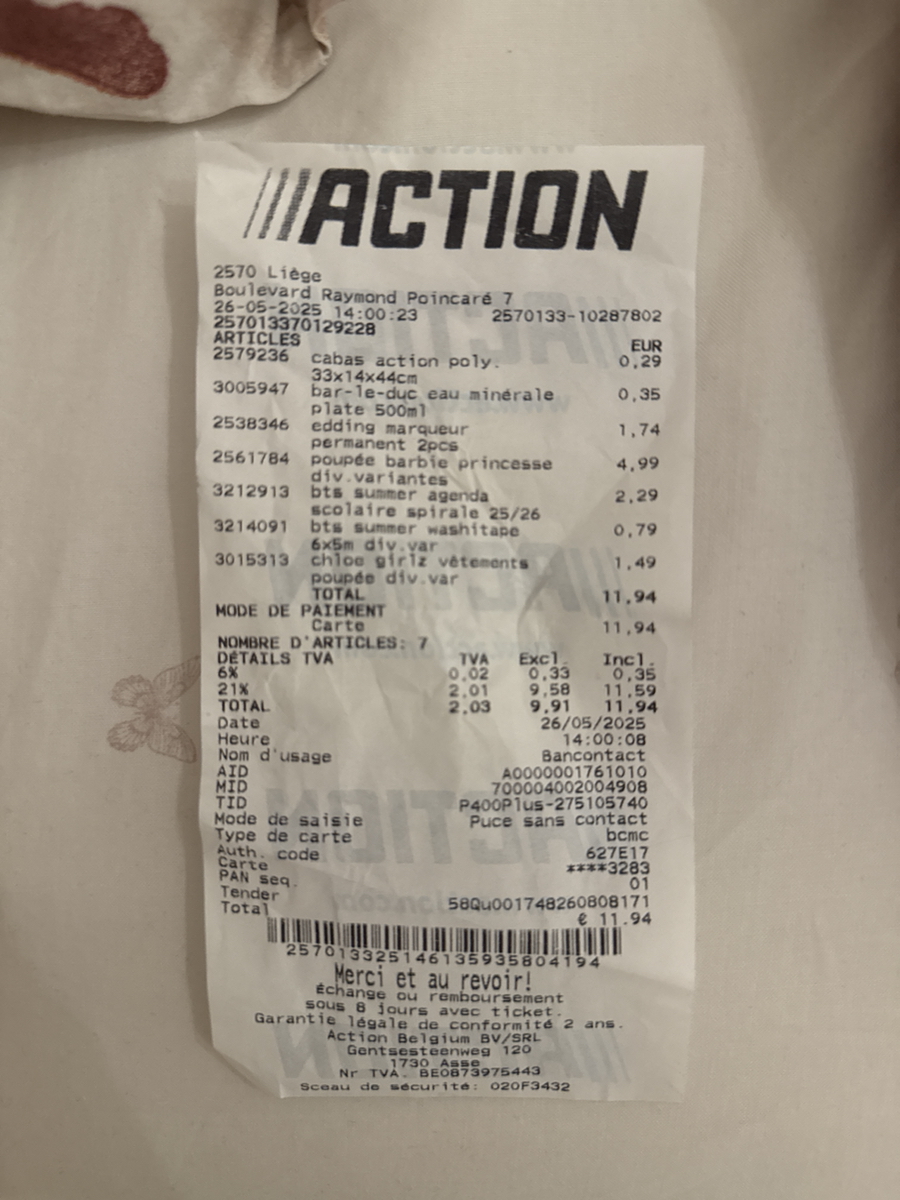 ACTION
2570 Liège
Boulevard Raymond Poincaré 7
26-05-2025 14:00:23 2570133-10287802
257013370129228
ARTICLES EUR
2579236 cabas action poly. 0,29
33x14x44cm
3005947 bar-le-duc eau minérale 0,35
plate 500ml
2538346 edding marqueur 1,74
permanent 2pcs
2561784 poupée barbie princesse 4,99
div.variantes
3212913 bts summer agenda 2,29
scolaire spirale 25/26
3214091 bts summer washitape 0,79
6x5m div.var
3015313 chloe girlz vêtements 1,49
poupée div.var
TOTAL 11,94
MODE DE PAIEMENT
Carte 11,94
NOMBRE D'ARTICLES: 7
DÉTAILS TVA TVA Excl. Incl.
6% 0,02 0,33 0,35
21% 2,01 9,58 11,59
TOTAL 2,03 9,91 11,94
Date 26/05/2025
Heure 14:00:08
Nom d'usage Bancontact
AID A0000001761010
MID 700004002004908
TID P400Plus-275105740
Mode de saisie Puce sans contact
Type de carte bcmc
Auth. code 627E17
Carte ****3283
PAN seq. 01
Tender 58Qu001748260808171
Total € 11.94
257013325146135935804194
Merci et au revoir!
Échange ou remboursement
sous 8 jours avec ticket.
Garantie légale de conformité 2 ans.
Action Belgium BV/SRL
Gentsesteenweg 120
1730 Asse
Nr TVA. BE0873975443
Sceau de sécurité: 020F3432